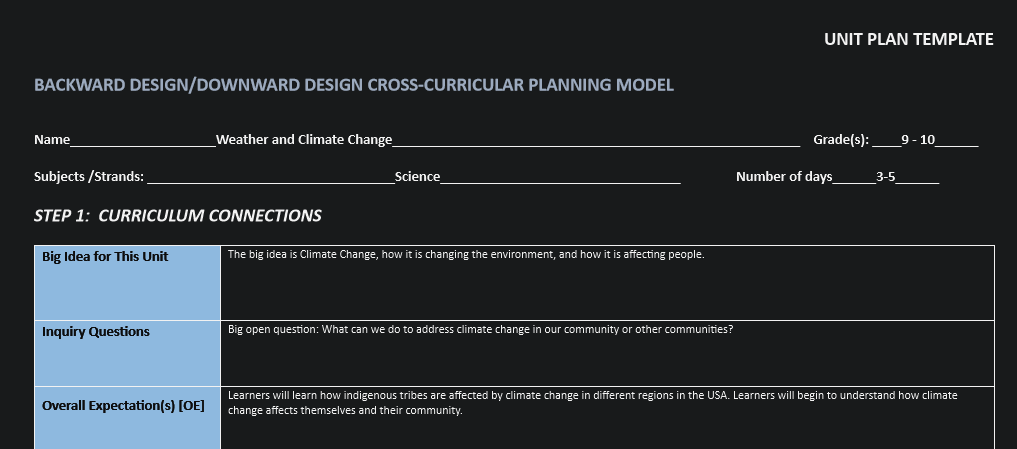 UNIT PLAN TEMPLATE
BACKWARD DESIGN/DOWNWARD DESIGN CROSS-CURRICULAR PLANNING MODEL
Name____________________Weather and Climate Change________________________________________________________ Grade(s): ____9 - 10______
Subjects /Strands: __________________________________Science_________________________________ Number of days______3-5______
STEP 1: CURRICULUM CONNECTIONS
Big Idea for This Unit
The big idea is Climate Change, how it is changing the environment, and how it is affecting people.
Inquiry Questions
Big open question: What can we do to address climate change in our community or other communities?
Overall Expectation(s) [OE]
Learners will learn how indigenous tribes are affected by climate change in different regions in the USA. Learners will begin to understand how climate
change affects themselves and their community.